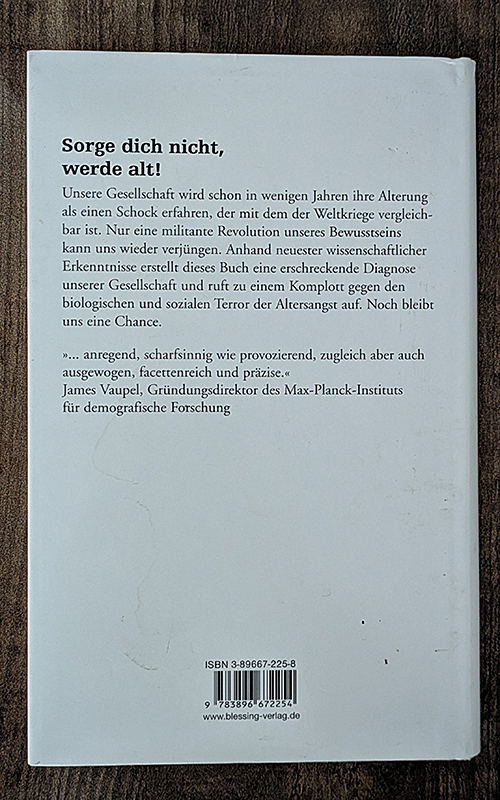 Sorge dich nicht,
werde alt!
Unsere Gesellschaft wird schon in wenigen Jahren ihre Alterung
als einen Schock erfahren, der mit dem der Weltkriege vergleich-
bar ist. Nur eine militante Revolution unseres Bewusstseins
kann uns wieder verjüngen. Anhand neuester wissenschaftlicher
Erkenntnisse erstellt dieses Buch eine erschreckende Diagnose
unserer Gesellschaft und ruft zu einem Komplott gegen den
biologischen und sozialen Terror der Altersangst auf. Noch bleibt
uns eine Chance.
»... anregend, scharfsinnig wie provozierend, zugleich aber auch
ausgewogen, facettenreich und präzise.«
James Vaupel, Gründungsdirektor des Max-Planck-Instituts
für demografische Forschung
ISBN 3-89667-225-8
9 783896 672254
www.blessing-verlag.de